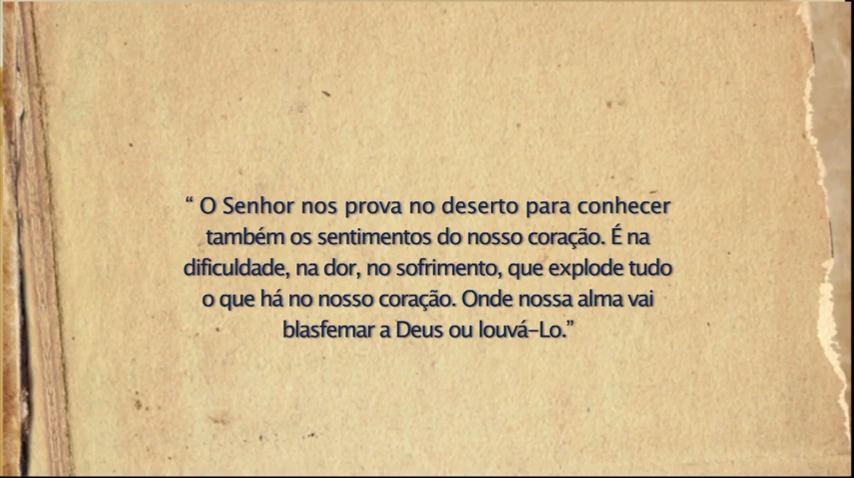 “ O Senhor nos prova no deserto para conhecer
também os sentimentos do nosso coração. É na
dificuldade, na dor, no sofrimento, que explode tudo
o que há no nosso coração. Onde nossa alma vai
blasfemar a Deus ou louvá-Lo.”